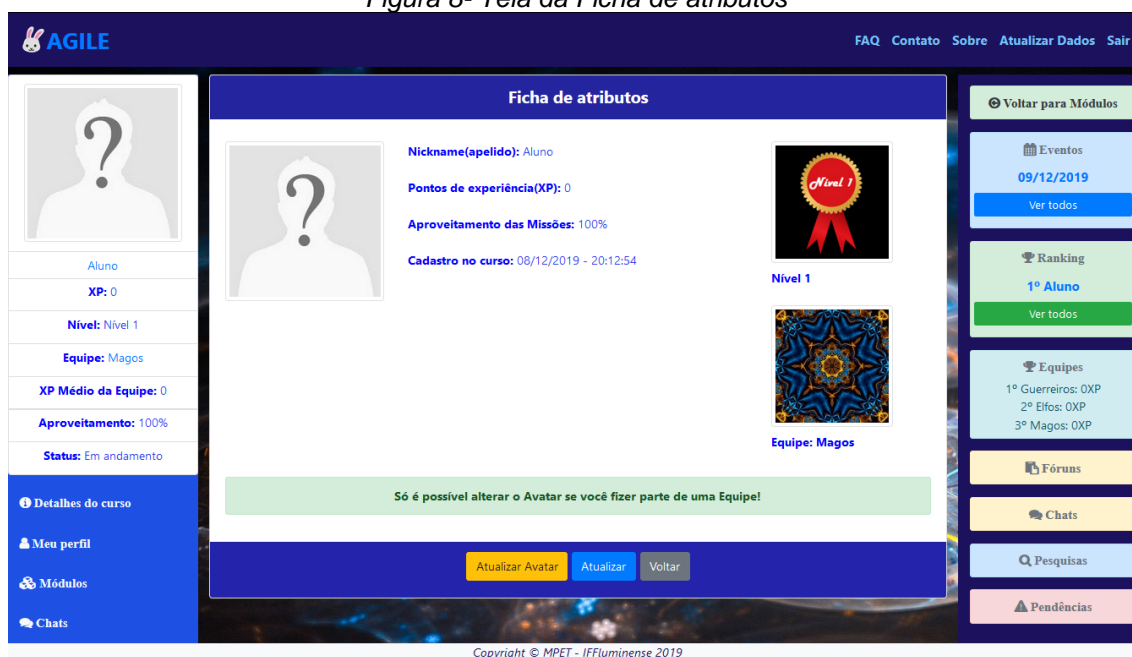 Figura 8- Tela da Ficha de atributos
AGILE
FAQ Contato Sobre Atualizar Dados Sair
Aluno
XP: 0
Nível: Nível 1
Equipe: Magos
XP Médio da Equipe: 0
Aproveitamento: 100%
Status: Em andamento
Detalhes do curso
Meu perfil
Módulos
Chats
Ficha de atributos
Nickname(apelido): Aluno
Pontos de experiência(XP): 0
Aproveitamento das Missões: 100%
Cadastro no curso: 08/12/2019 - 20:12:54
Nível 1
Nível 1
Equipe: Magos
Só é possível alterar o Avatar se você fizer parte de uma Equipe!
Atualizar Avatar Atualizar Voltar
Voltar para Módulos
Eventos
09/12/2019
Ver todos
Ranking
1º Aluno
Ver todos
Equipes
1º Guerreiros: 0XP
2º Elfos: 0XP
3º Magos: 0XP
Fóruns
Chats
Pesquisas
Pendências
Copyright © MPET - IFFluminense 2019